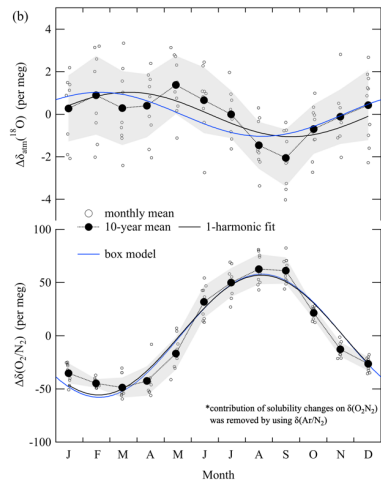 (b)
Δδatm(¹⁸O) (per meg)
4
2
0
-2
-4
monthly mean
10-year mean
1-harmonic fit
box model
Δδ(O₂/N₂) (per meg)
100
50
0
-50
-100
*contribution of solubility changes on δ(O₂N₂)
was removed by using δ(Ar/N₂)
J F M A M J J A S O N D
Month